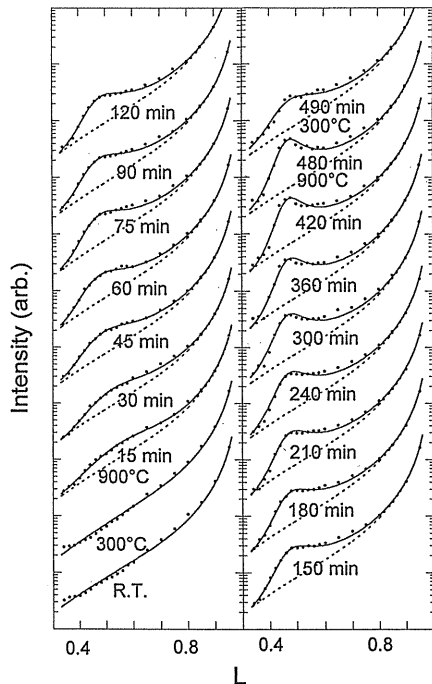 Intensity (arb.)
120 min
90 min
75 min
60 min
45 min
30 min
15 min
900°C
300°C
R.T.
490 min
300°C
480 min
900°C
420 min
360 min
300 min
240 min
210 min
180 min
150 min
0.4 0.8 0.4 0.8
L